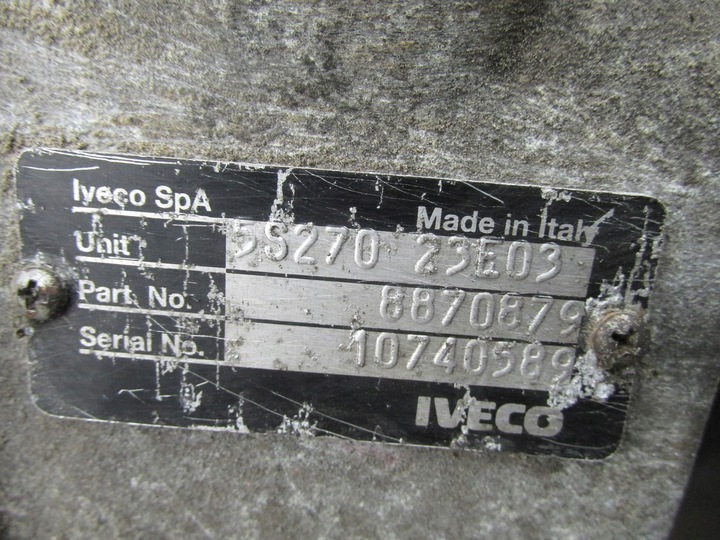 Iveco SpA
Made in Italy
Unit 5S270 23E03
Part. No. 8870879
Serial No. 10740589
IVECO